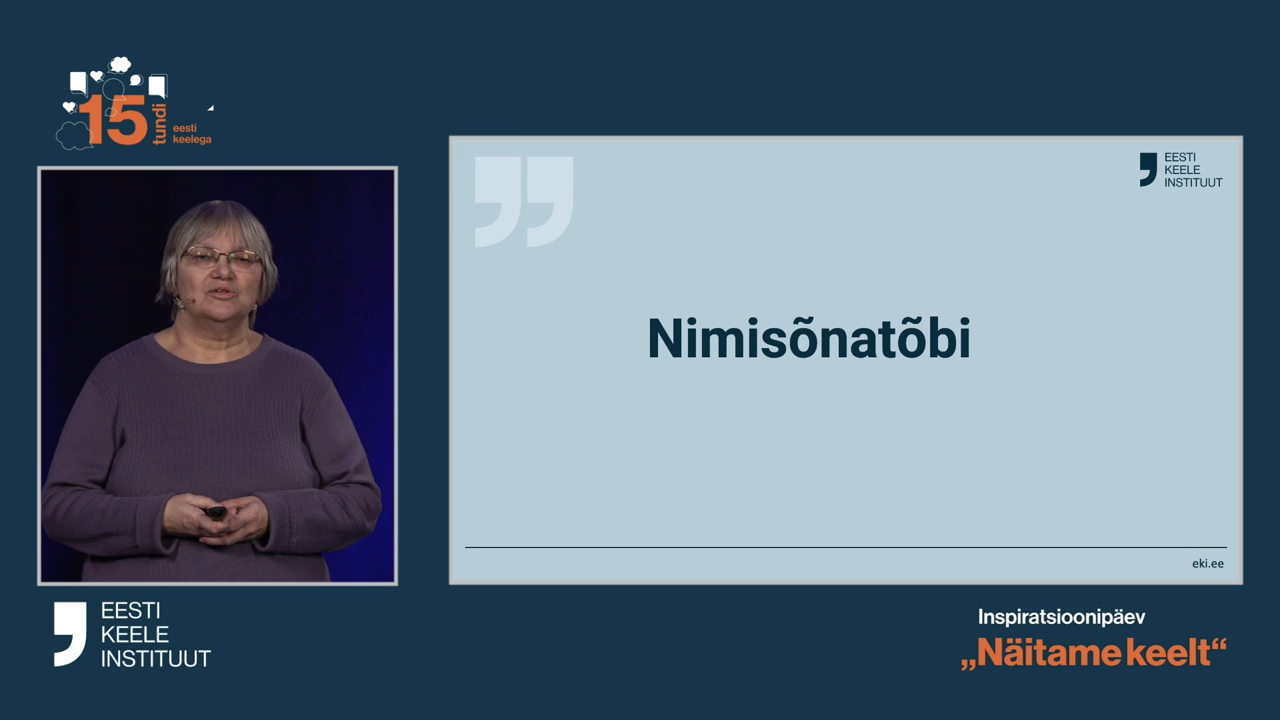 15
tundi
eesti
keelega
EESTI
KEELE
INSTITUUT
Nimisõnatõbi
eki.ee
EESTI
KEELE
INSTITUUT
Inspiratsioonipäev
„Näitame keelt“